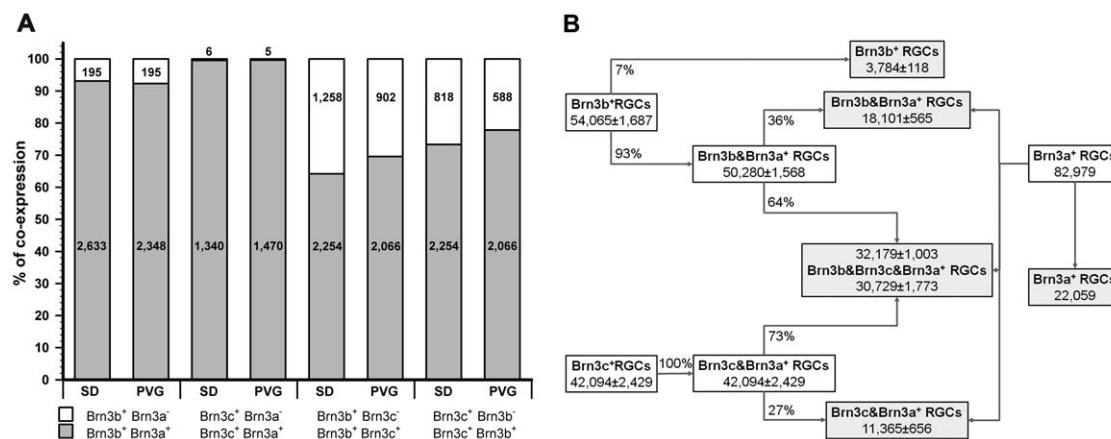 A
% of co-expression
100
90
80
70
60
50
40
30
20
10
0
195
195
6
5
1,258
902
818
588
2,633
2,348
1,340
1,470
2,254
2,066
2,254
2,066
SD PVG SD PVG SD PVG SD PVG
Brn3b⁺ Brn3a⁻ Brn3c⁺ Brn3a⁻ Brn3b⁺ Brn3c⁻ Brn3c⁺ Brn3b⁻
Brn3b⁺ Brn3a⁺ Brn3c⁺ Brn3a⁺ Brn3b⁺ Brn3c⁺ Brn3c⁺ Brn3b⁺
B
Brn3b⁺ RGCs
3,784±118
7%
Brn3b⁺RGCs
54,065±1,687
93%
Brn3b&Brn3a⁺ RGCs
18,101±565
36%
Brn3b&Brn3a⁺ RGCs
50,280±1,568
64%
Brn3a⁺ RGCs
82,979
32,179±1,003
Brn3b&Brn3c&Brn3a⁺ RGCs
30,729±1,773
Brn3a⁺ RGCs
22,059
73%
Brn3c⁺RGCs
42,094±2,429
100%
Brn3c&Brn3a⁺ RGCs
42,094±2,429
27%
Brn3c&Brn3a⁺ RGCs
11,365±656